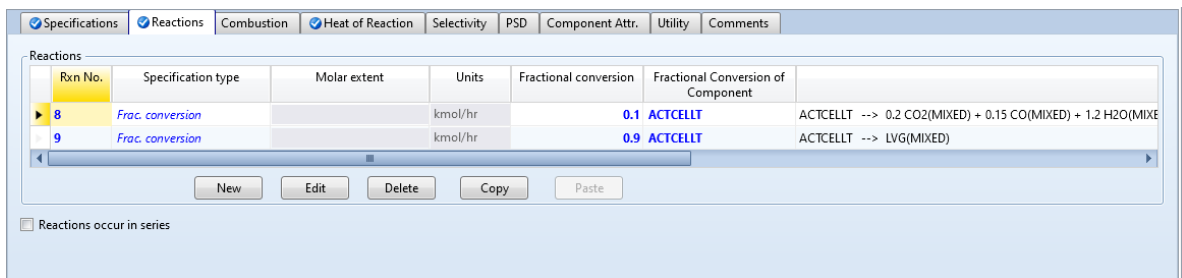 Specifications Reactions Combustion Heat of Reaction Selectivity PSD Component Attr. Utility Comments
Reactions
Rxn No. Specification type Molar extent Units Fractional conversion Fractional Conversion of
Component
8 Frac. conversion kmol/hr 0.1 ACTCELLT ACTCELLT --> 0.2 CO2(MIXED) + 0.15 CO(MIXED) + 1.2 H2O(MIXE
9 Frac. conversion kmol/hr 0.9 ACTCELLT ACTCELLT --> LVG(MIXED)
New Edit Delete Copy Paste
Reactions occur in series